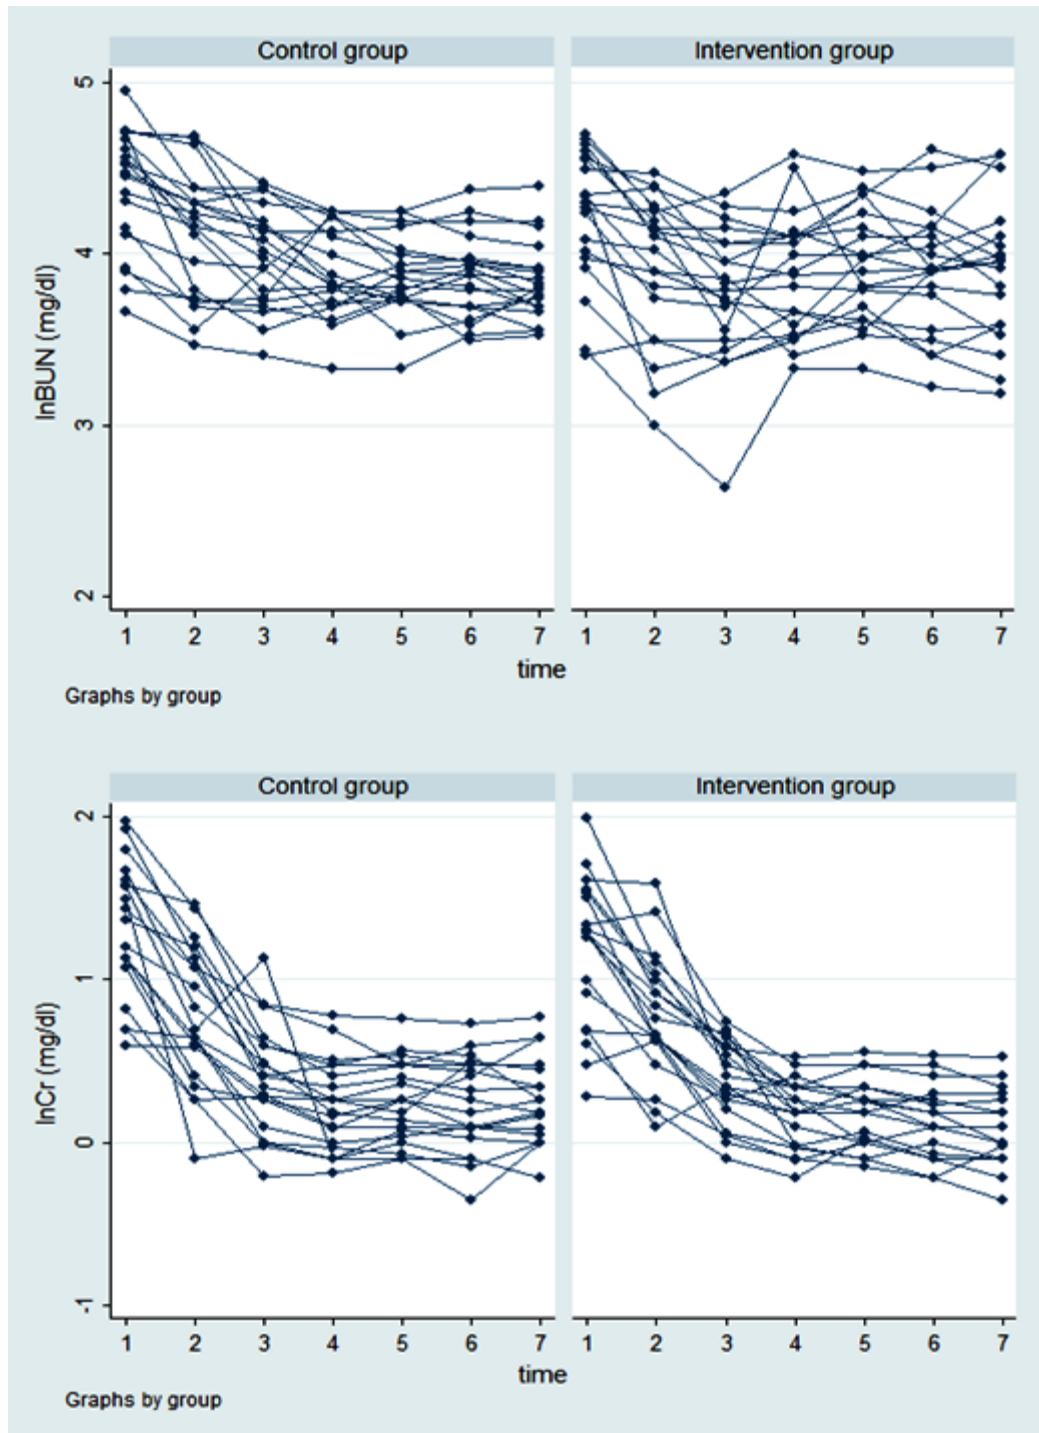 Control group Intervention group
lnBUN (mg/dl)
5
4
3
2
1 2 3 4 5 6 7 1 2 3 4 5 6 7
time
Graphs by group
Control group Intervention group
lnCr (mg/dl)
2
1
0
-1
1 2 3 4 5 6 7 1 2 3 4 5 6 7
time
Graphs by group